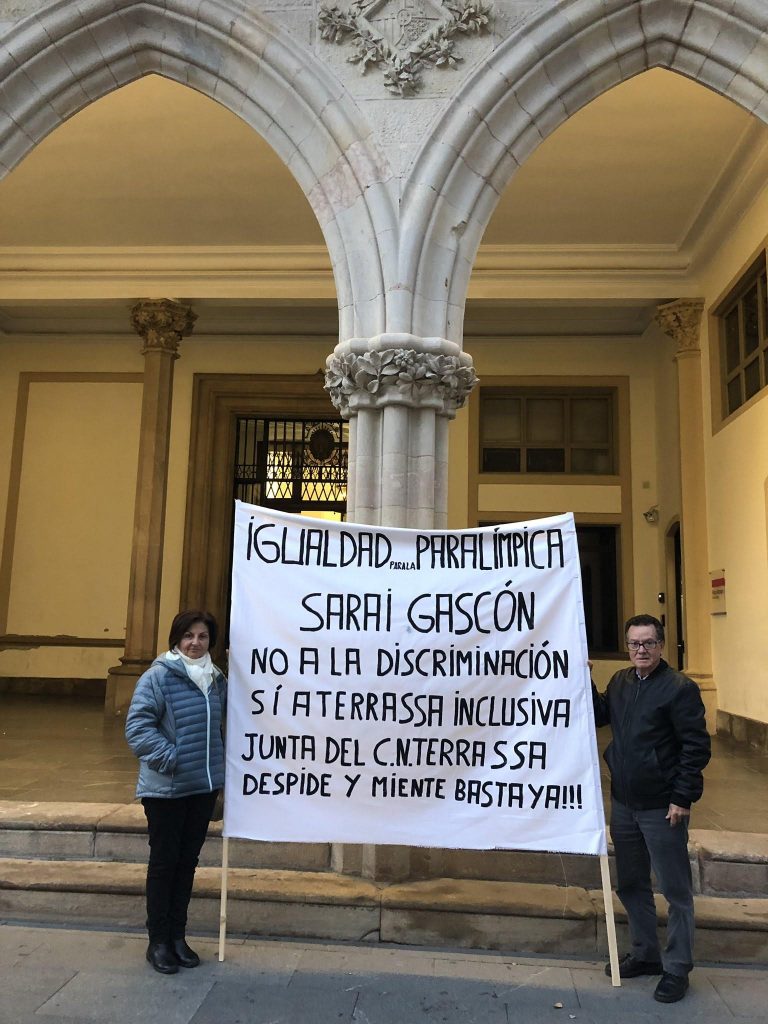 iGUALDAD PARA LA PARALÍMPICA
SARAi GASCÓN
NO A LA DISCRIMINACIÓN
SÍ A TERRASSA iNCLUSIVA
JUNTA DEL C.N.TERRASSA
DESPIDE Y MIENTE BASTA YA!!!